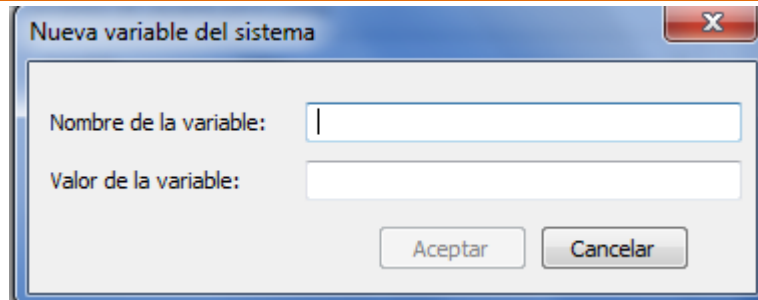 Nueva variable del sistema
Nombre de la variable:
Valor de la variable:
Aceptar Cancelar